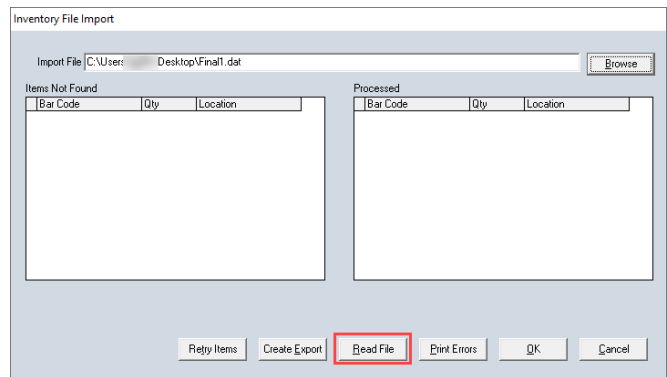 Inventory File Import
Import File C:\Users Desktop\Final1.dat Browse
Items Not Found Processed
Bar Code Qty Location Bar Code Qty Location
Retry Items Create Export Read File Print Errors OK Cancel